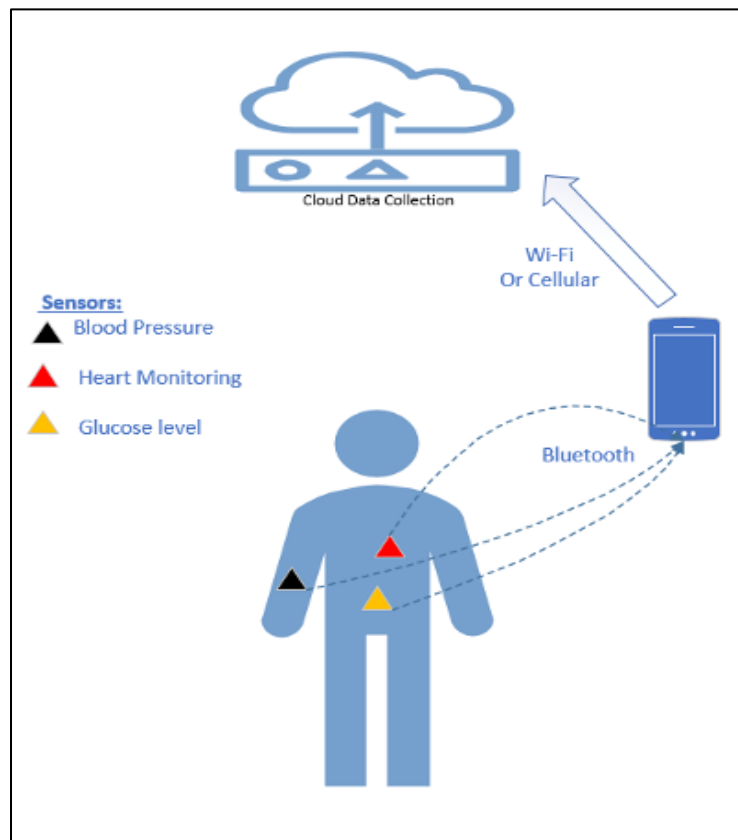 Cloud Data Collection
Wi-Fi
Or Cellular
Sensors:
Blood Pressure
Heart Monitoring
Glucose level
Bluetooth